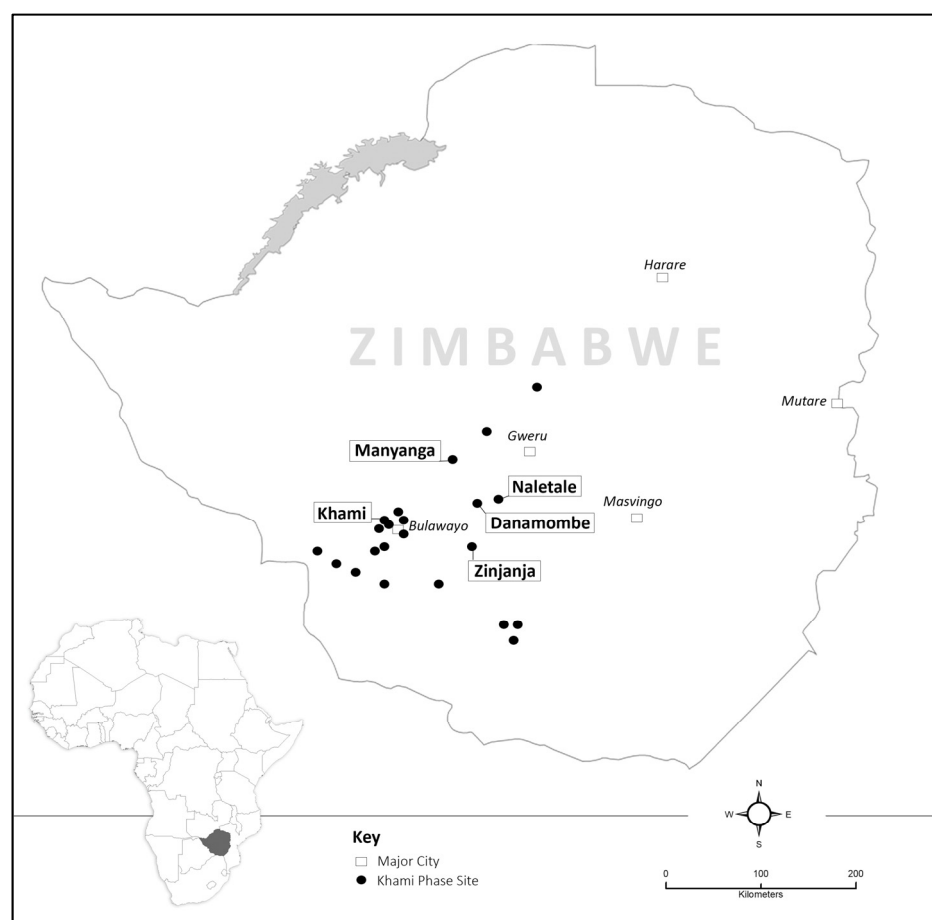 Harare
ZIMBABWE
Mutare
Gweru
Manyanga
Naletale
Masvingo
Khami
Danamombe
Bulawayo
Zinjanja
N
W E
S
Key
Major City
Khami Phase Site
0 100 200
Kilometers